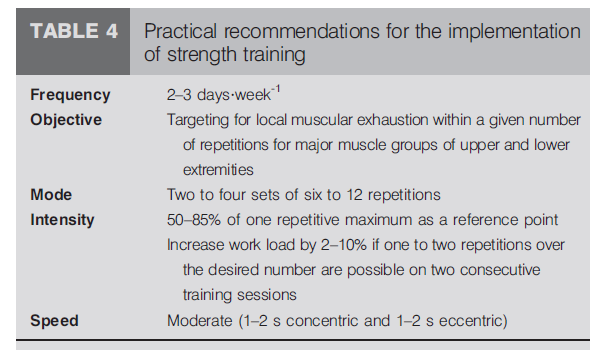 TABLE 4 Practical recommendations for the implementation
of strength training
Frequency 2–3 days·week-1
Objective Targeting for local muscular exhaustion within a given number
of repetitions for major muscle groups of upper and lower
extremities
Mode Two to four sets of six to 12 repetitions
Intensity 50–85% of one repetitive maximum as a reference point
Increase work load by 2–10% if one to two repetitions over
the desired number are possible on two consecutive
training sessions
Speed Moderate (1–2 s concentric and 1–2 s eccentric)